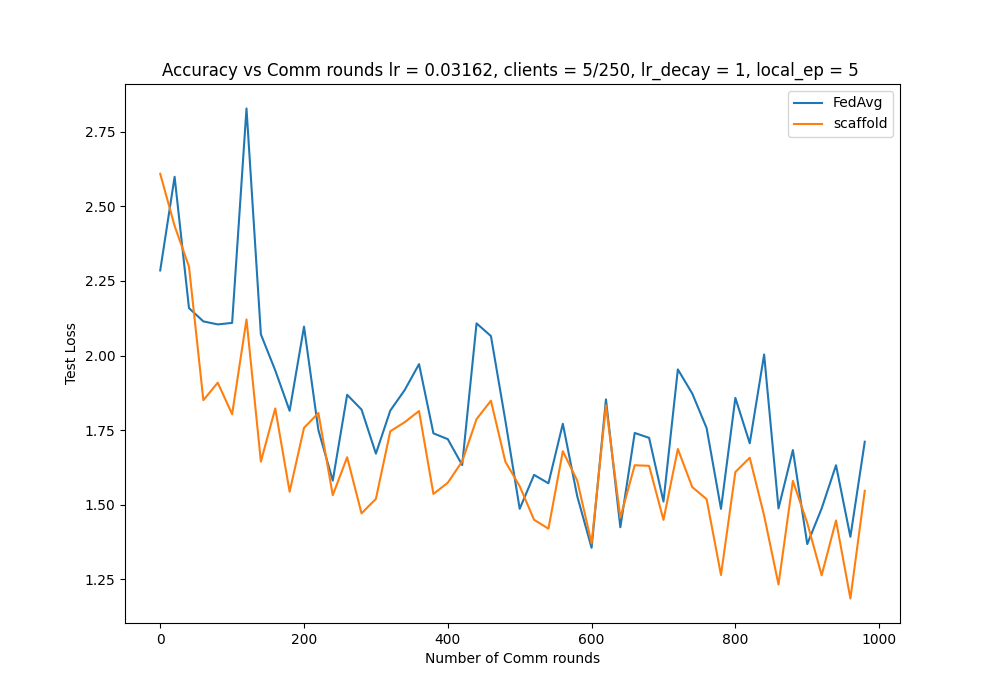 Accuracy vs Comm rounds lr = 0.03162, clients = 5/250, lr_decay = 1, local_ep = 5
FedAvg
scaffold
2.75
2.50
2.25
2.00
1.75
1.50
1.25
Test Loss
0
200
400
600
800
1000
Number of Comm rounds